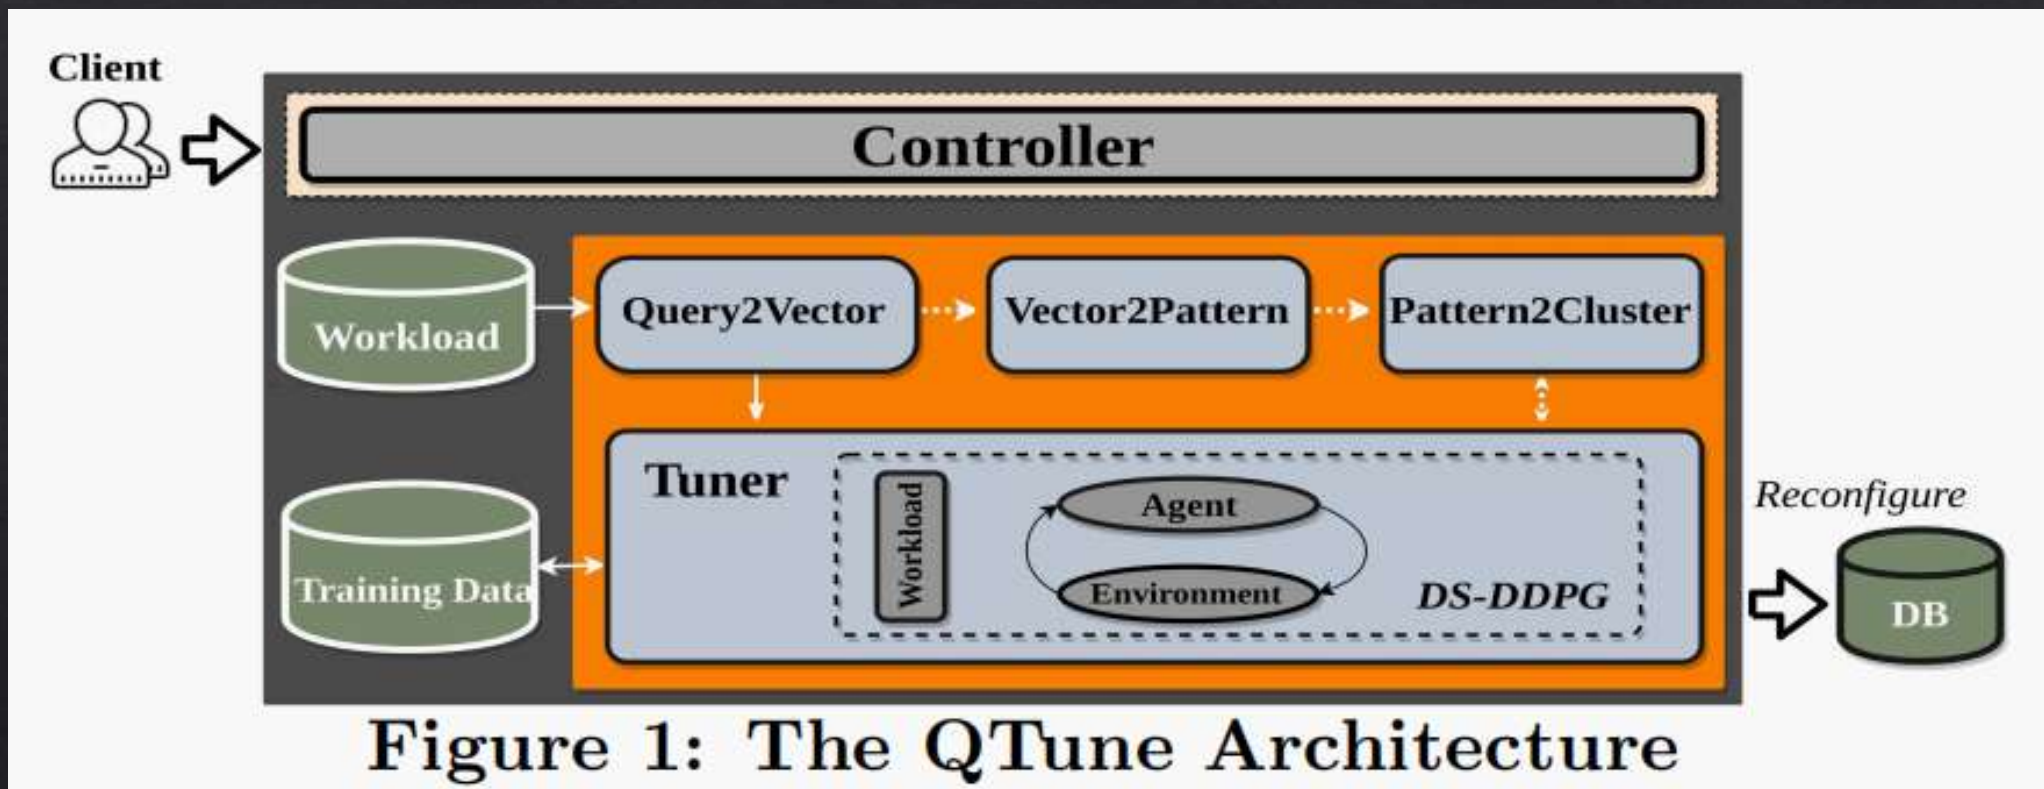 Client
Controller
Workload
Query2Vector
Vector2Pattern
Pattern2Cluster
Training Data
Tuner
Workload
Agent
Environment
DS-DDPG
Reconfigure
DB
Figure 1: The QTune Architecture